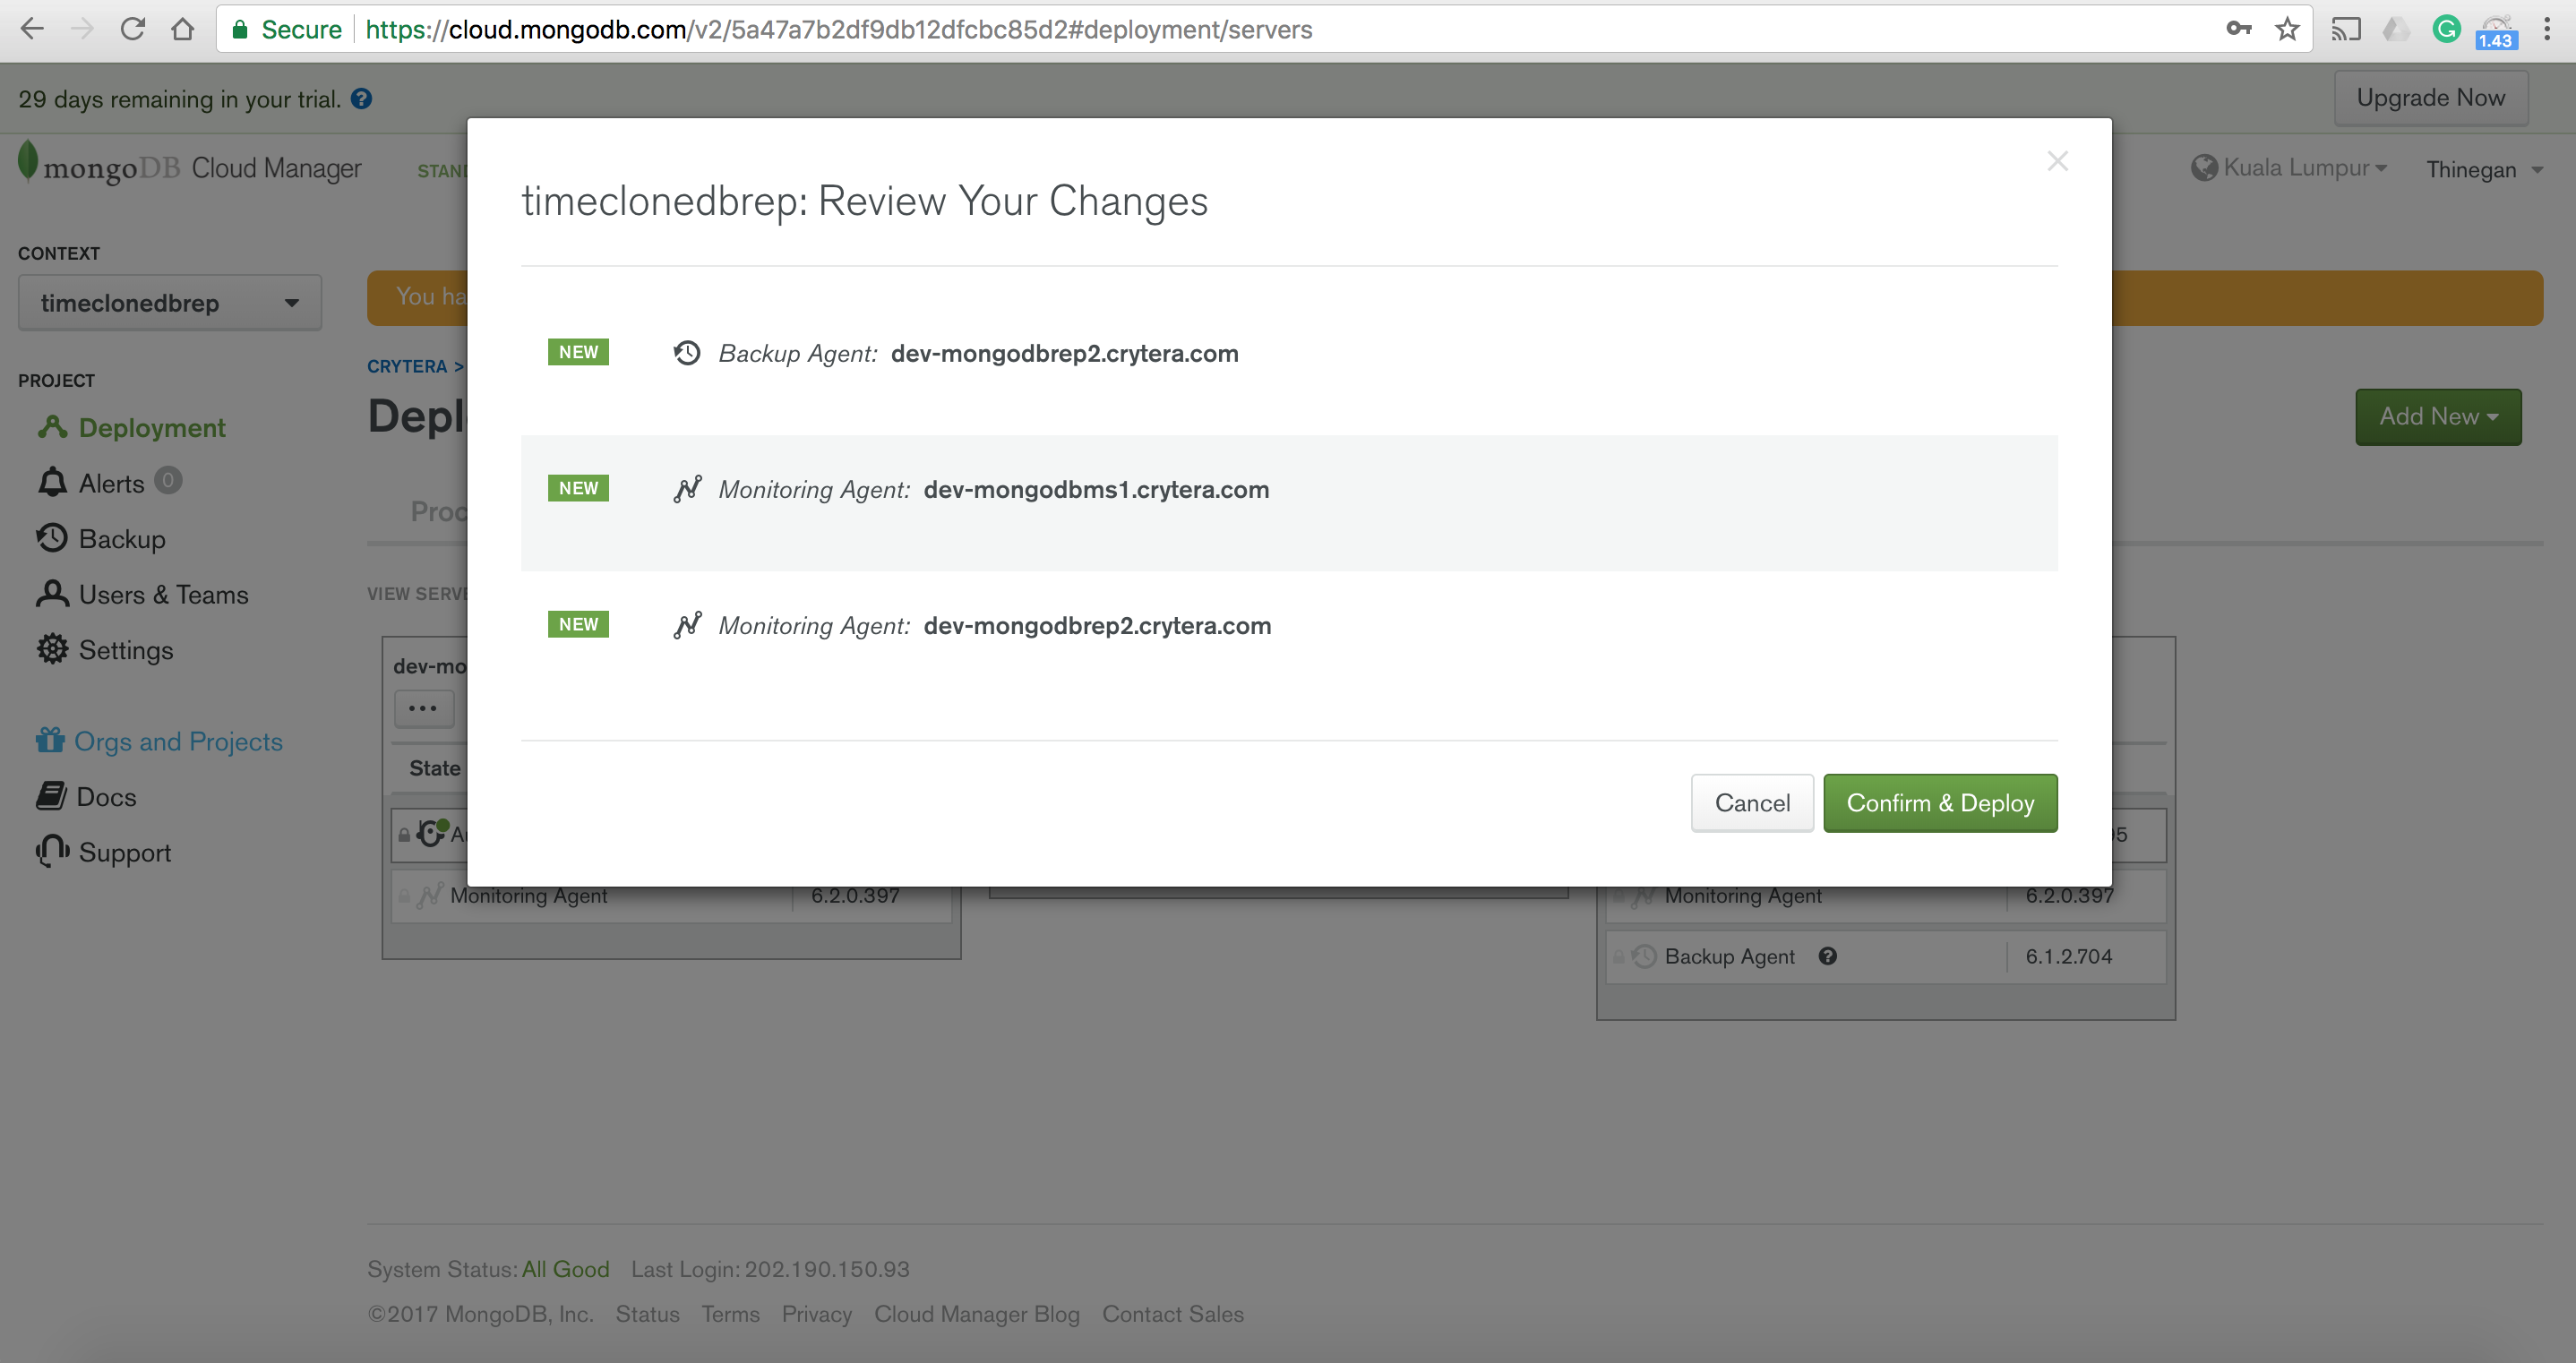 Secure https://cloud.mongodb.com/v2/5a47a7b2df9db12dfcbc85d2#deployment/servers
1.43
29 days remaining in your trial. ?
Upgrade Now
mongoDB Cloud Manager
STAN
Kuala Lumpur
Thinegan
timeclonedbrep: Review Your Changes
CONTEXT
timeclonedbrep
You ha
NEW Backup Agent: dev-mongodbrep2.crytera.com
CRYTERA >
PROJECT
Depl
Add New
Deployment
Alerts 0
NEW Monitoring Agent: dev-mongodbms1.crytera.com
Proc
Backup
Users & Teams
VIEW SERVE
NEW Monitoring Agent: dev-mongodbrep2.crytera.com
Settings
dev-mo
...
Orgs and Projects
State
Docs
Cancel Confirm & Deploy
Support
A
95
Monitoring Agent 6.2.0.397
Monitoring Agent 6.2.0.397
Backup Agent ? 6.1.2.704
System Status: All Good Last Login: 202.190.150.93
©2017 MongoDB, Inc. Status Terms Privacy Cloud Manager Blog Contact Sales